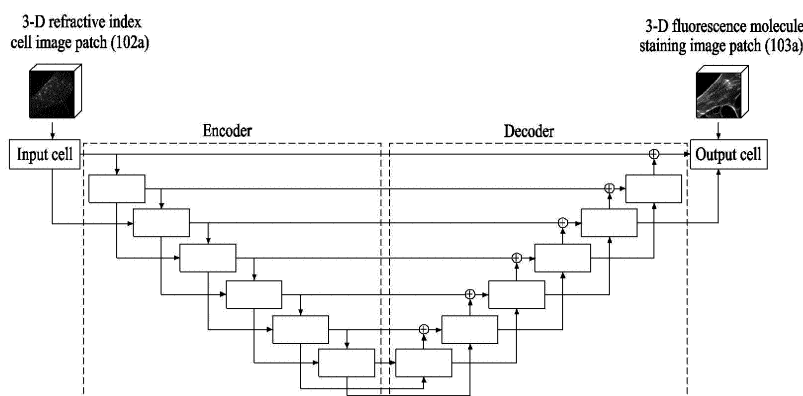 3-D refractive index
cell image patch (102a)
3-D fluorescence molecule
staining image patch (103a)
Encoder
Decoder
Input cell
Output cell